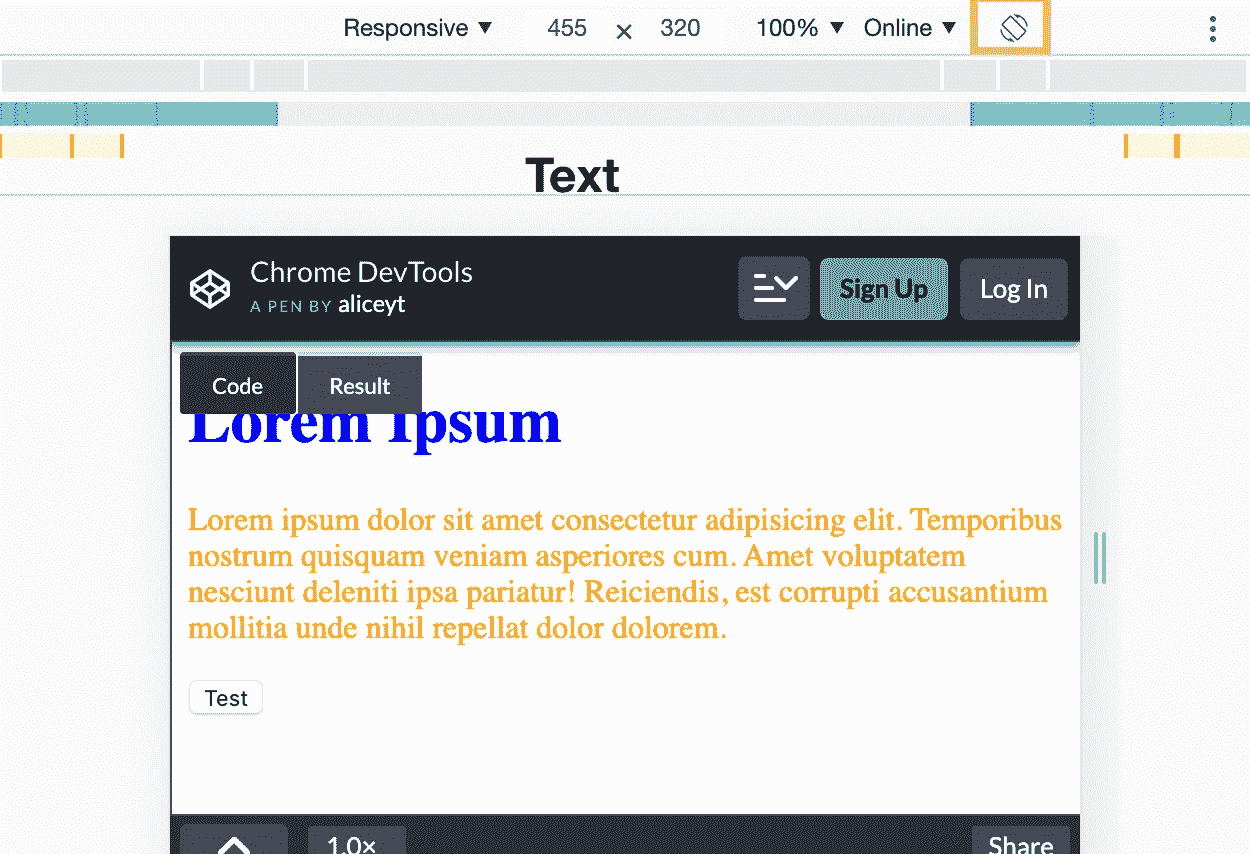 Responsive ▼ 455 × 320 100% ▼ Online ▼
Text
Chrome DevTools
A PEN BY aliceyt
Sign Up
Log In
Code
Result
Lorem Ipsum
Lorem ipsum dolor sit amet consectetur adipisicing elit. Temporibus
nostrum quisquam veniam asperiores cum. Amet voluptatem
nesciunt deleniti ipsa pariatur! Reiciendis, est corrupti accusantium
mollitia unde nihil repellat dolor dolorem.
Test
1.0×
Share